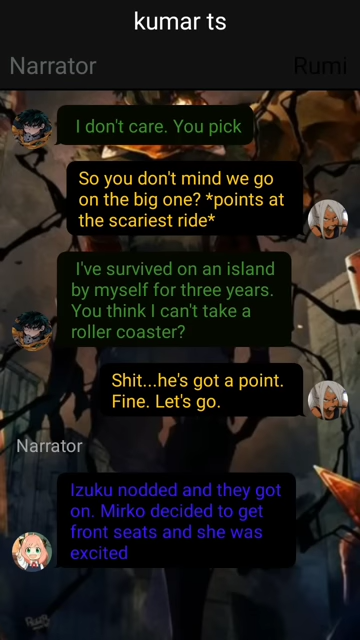 kumar ts
Narrator
Rumi
I don't care. You pick
So you don't mind we go
on the big one? *points at
the scariest ride*
I've survived on an island
by myself for three years.
You think I can't take a
roller coaster?
Shit...he's got a point.
Fine. Let's go.
Narrator
Izuku nodded and they got
on. Mirko decided to get
front seats and she was
excited